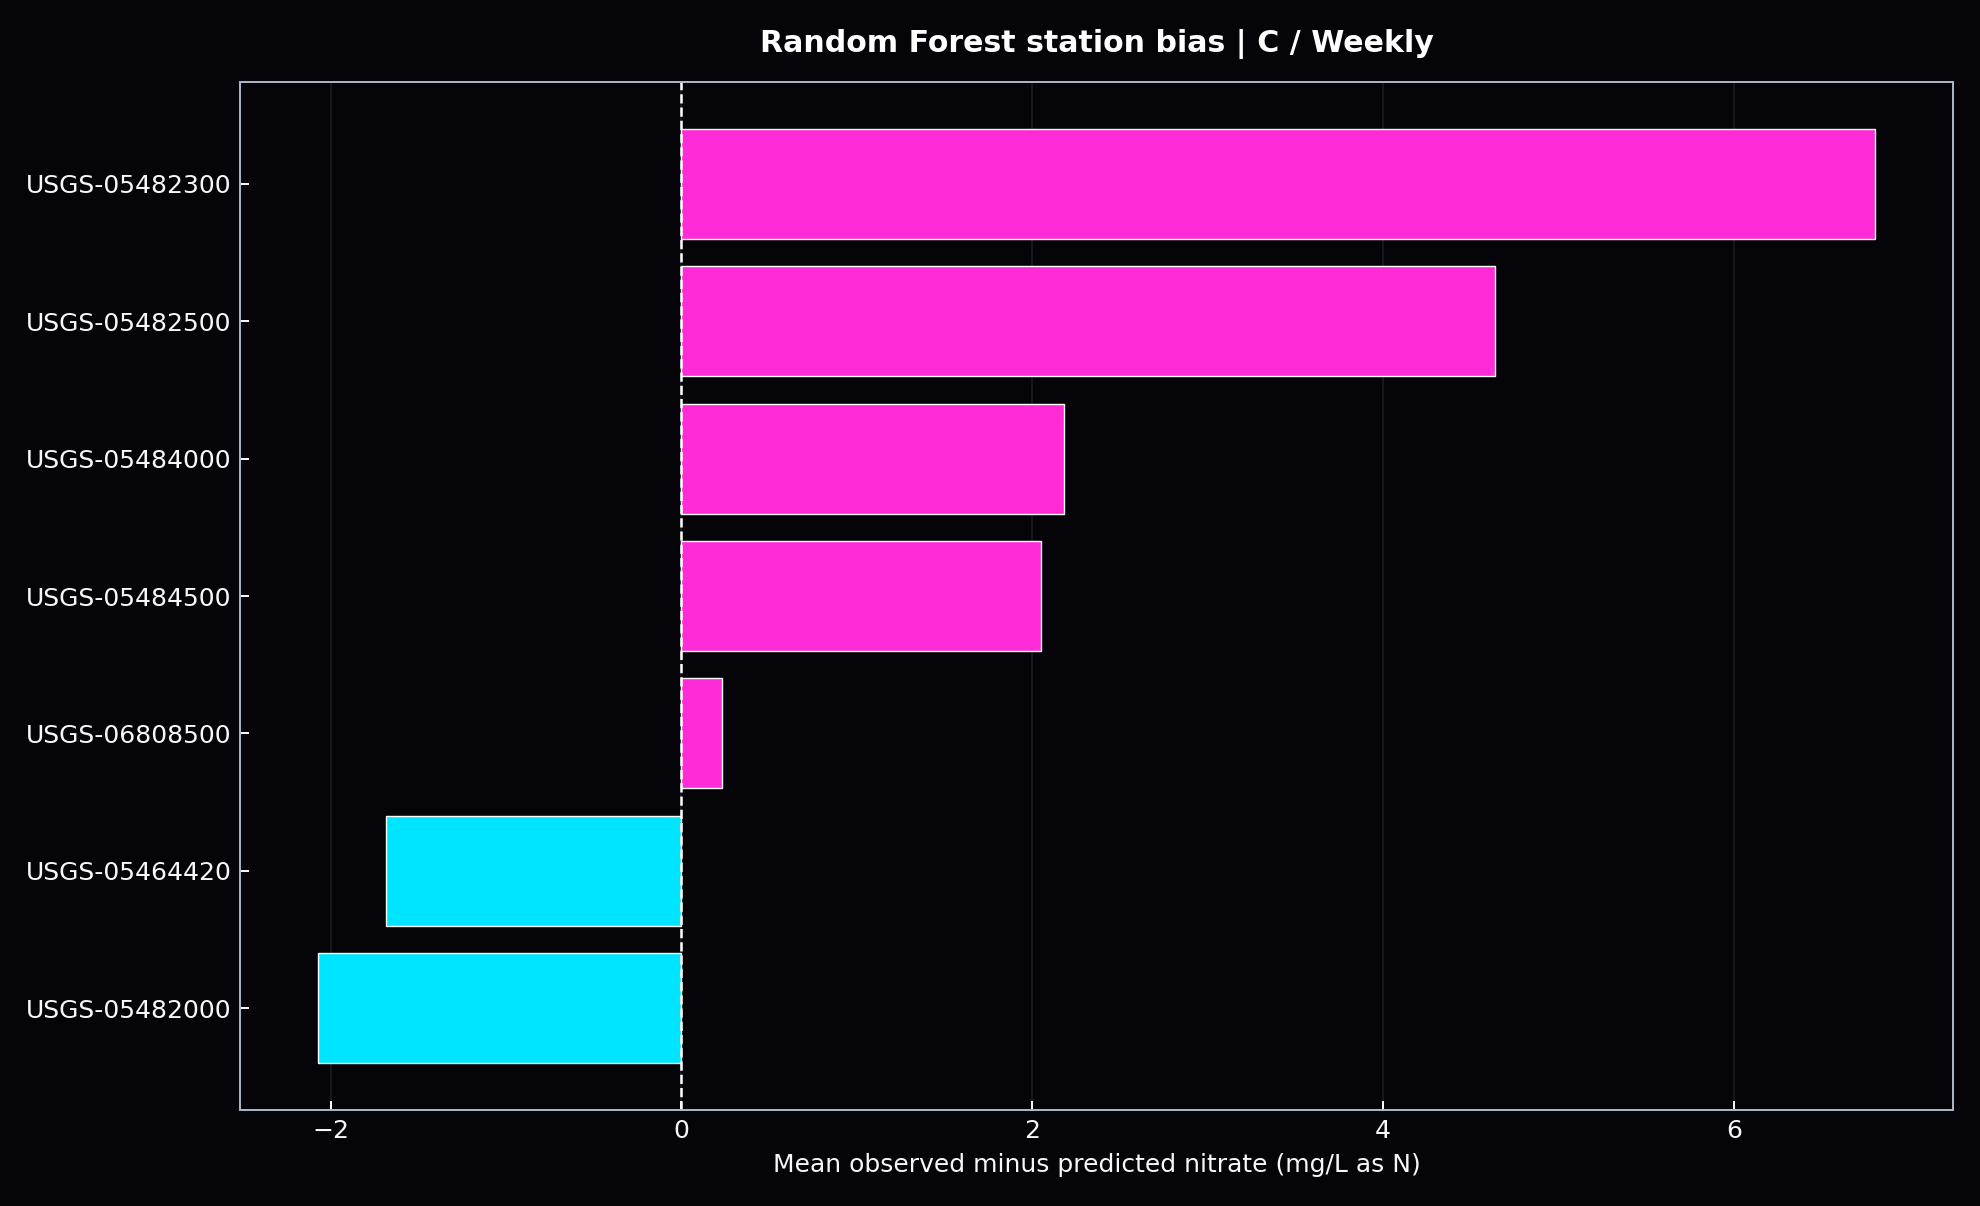 Random Forest station bias | C / Weekly
USGS-05482300
USGS-05482500
USGS-05484000
USGS-05484500
USGS-06808500
USGS-05464420
USGS-05482000
−2 0 2 4 6
Mean observed minus predicted nitrate (mg/L as N)